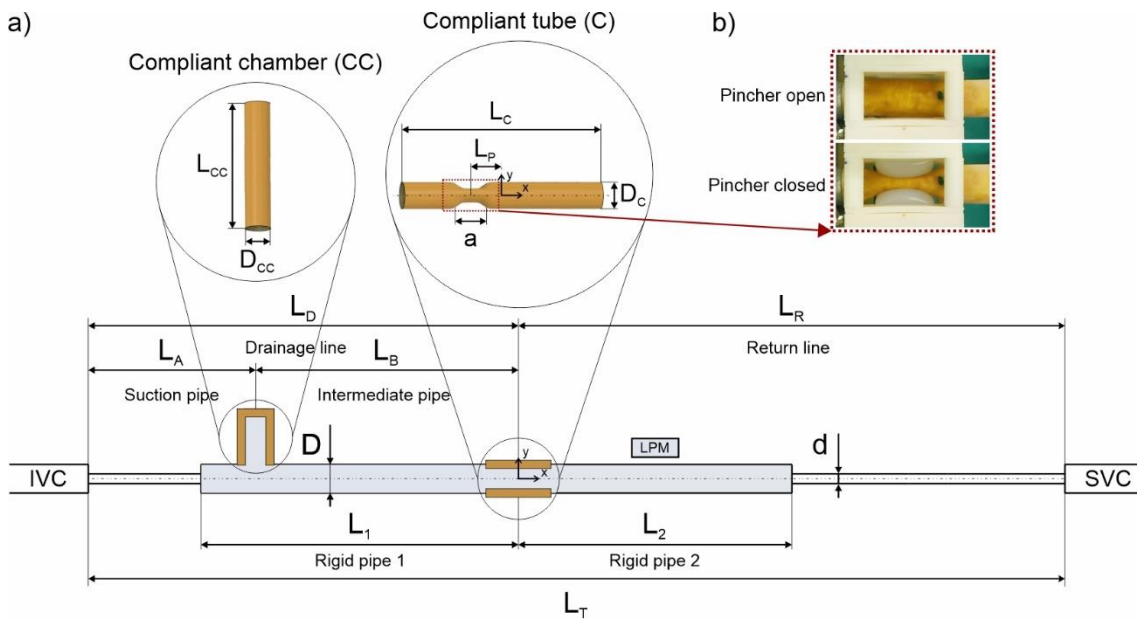 a)
Compliant tube (C)
b)
Compliant chamber (CC)
Pincher open
L_C
L_P
L_CC
y
x
D_C
Pincher closed
a
D_CC
L_D
L_R
L_A
Drainage line
L_B
Return line
Suction pipe
Intermediate pipe
D
y
LPM
d
IVC
x
SVC
L_1
L_2
Rigid pipe 1
Rigid pipe 2
L_T